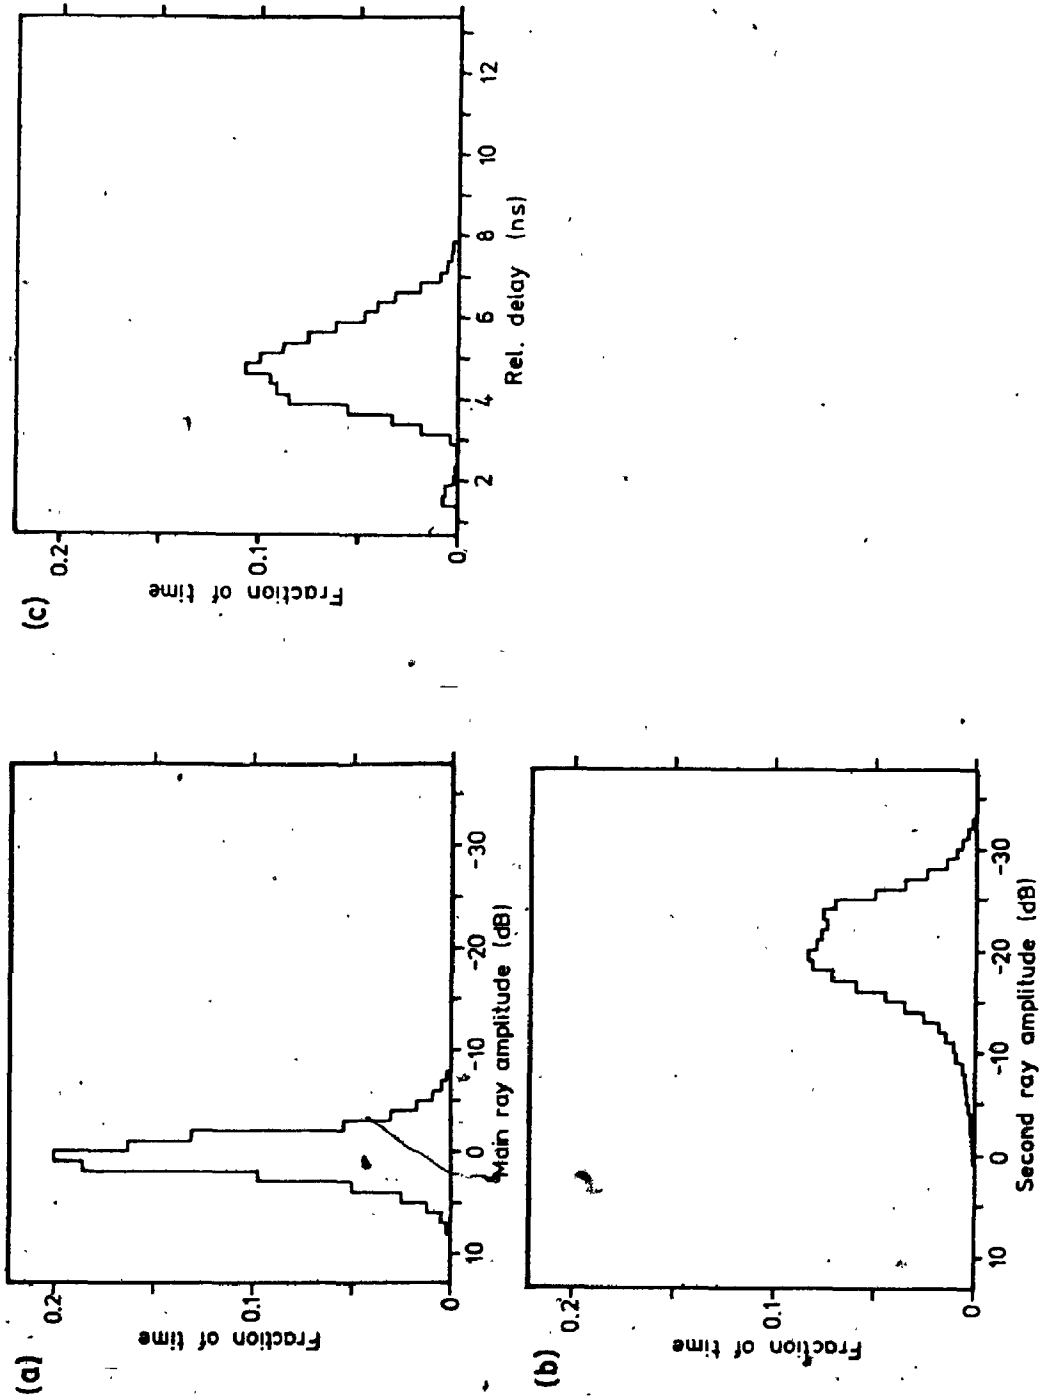 (a)
Fraction of time
0.2
0.1
0
10
0
-10
-20
-30
Main ray amplitude (dB)
(b)
Fraction of time
0.2
0.1
0
10
0
-10
-20
-30
Second ray amplitude (dB)
(c)
Fraction of time
0.2
0.1
0
2
4
6
8
10
12
Rel. delay (ns)